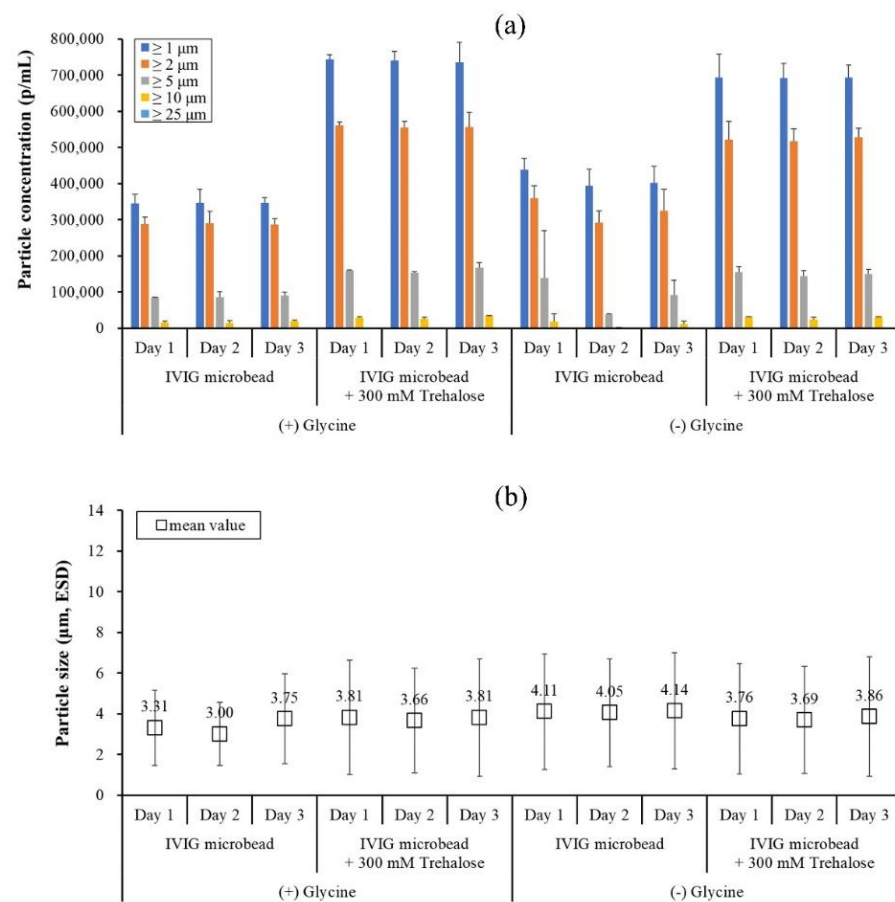 (a)
Particle concentration (p/mL)
800,000
700,000
600,000
500,000
400,000
300,000
200,000
100,000
0
≥ 1 μm
≥ 2 μm
≥ 5 μm
≥ 10 μm
≥ 25 μm
Day 1 Day 2 Day 3 Day 1 Day 2 Day 3 Day 1 Day 2 Day 3 Day 1 Day 2 Day 3
IVIG microbead IVIG microbead IVIG microbead IVIG microbead
+ 300 mM Trehalose + 300 mM Trehalose
(+) Glycine (-) Glycine
(b)
Particle size (μm, ESD)
14
12
10
8
6
4
2
0
mean value
3.31 3.00 3.75 3.81 3.66 3.81 4.11 4.05 4.14 3.76 3.69 3.86
Day 1 Day 2 Day 3 Day 1 Day 2 Day 3 Day 1 Day 2 Day 3 Day 1 Day 2 Day 3
IVIG microbead IVIG microbead IVIG microbead IVIG microbead
+ 300 mM Trehalose + 300 mM Trehalose
(+) Glycine (-) Glycine